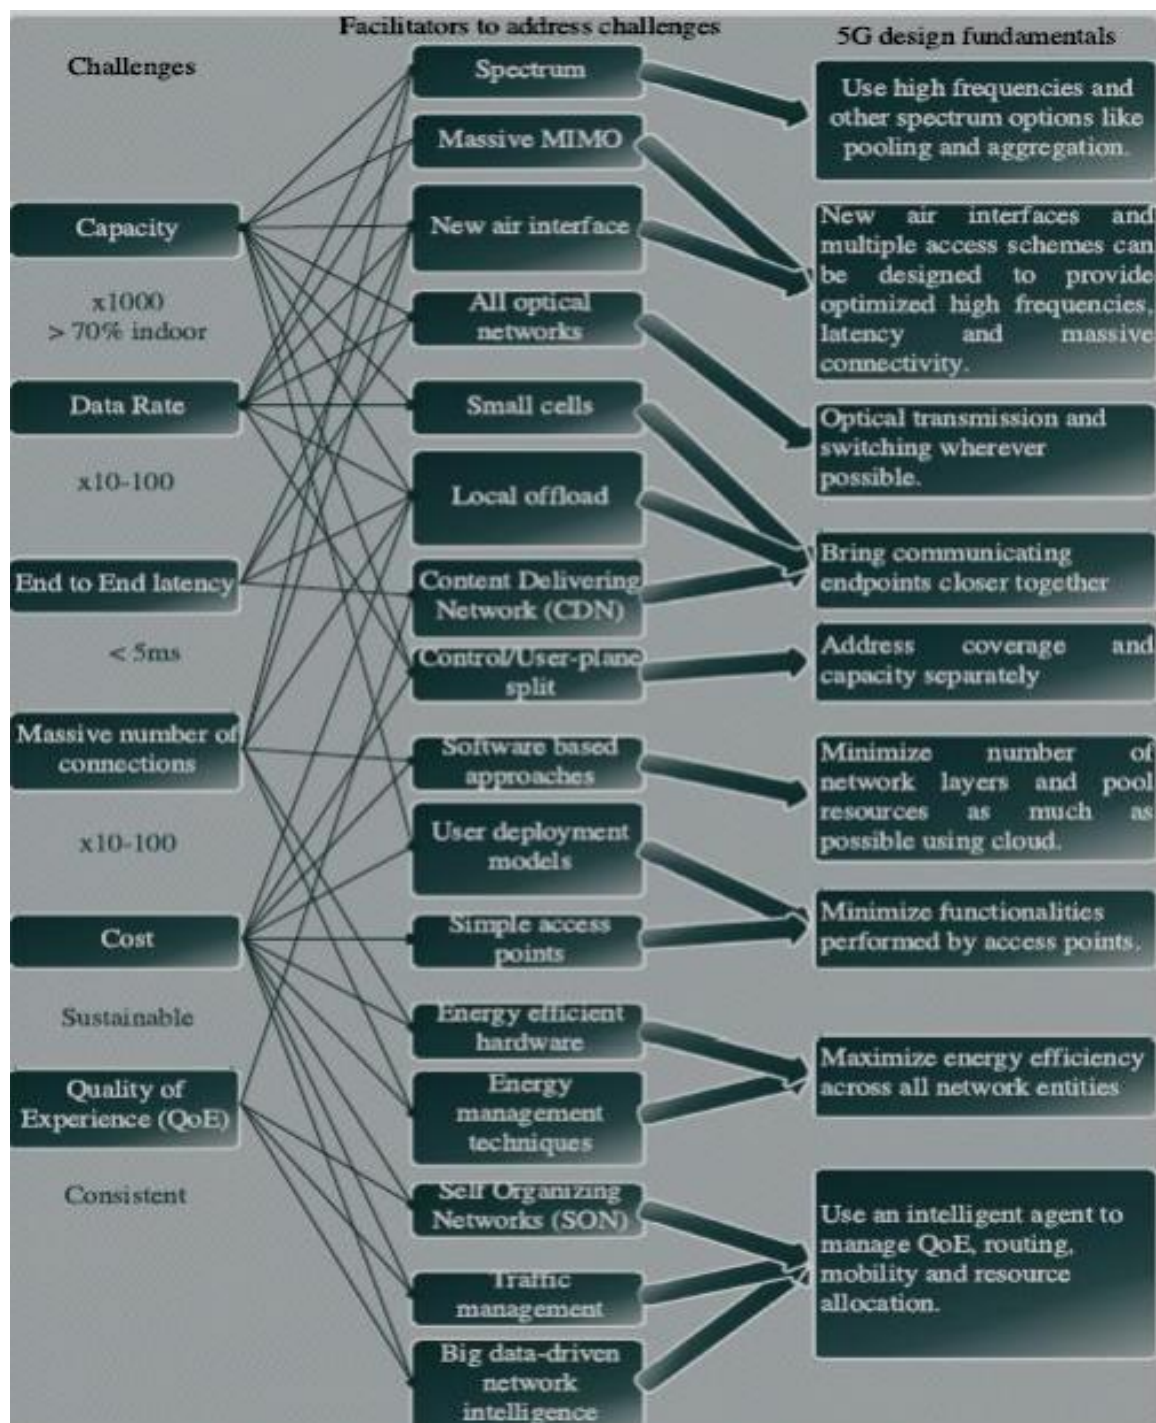 Facilitators to address challenges
Challenges
5G design fundamentals
Capacity
x1000
> 70% indoor
Data Rate
x10-100
End to End latency
< 5ms
Massive number of
connections
x10-100
Cost
Sustainable
Quality of
Experience (QoE)
Consistent
Spectrum
Massive MIMO
New air interface
All optical
networks
Small cells
Local offload
Content Delivering
Network (CDN)
Control/User-plane
split
Software based
approaches
User deployment
models
Simple access
points
Energy efficient
hardware
Energy
management
techniques
Self Organizing
Networks (SON)
Traffic
management
Big data-driven
network
intelligence
Use high frequencies and
other spectrum options like
pooling and aggregation.
New air interfaces and
multiple access schemes can
be designed to provide
optimized high frequencies,
latency and massive
connectivity.
Optical transmission and
switching wherever
possible.
Bring communicating
endpoints closer together
Address coverage and
capacity separately
Minimize number of
network layers and pool
resources as much as
possible using cloud.
Minimize functionalities
performed by access points.
Maximize energy efficiency
across all network entities
Use an intelligent agent to
manage QoE, routing,
mobility and resource
allocation.